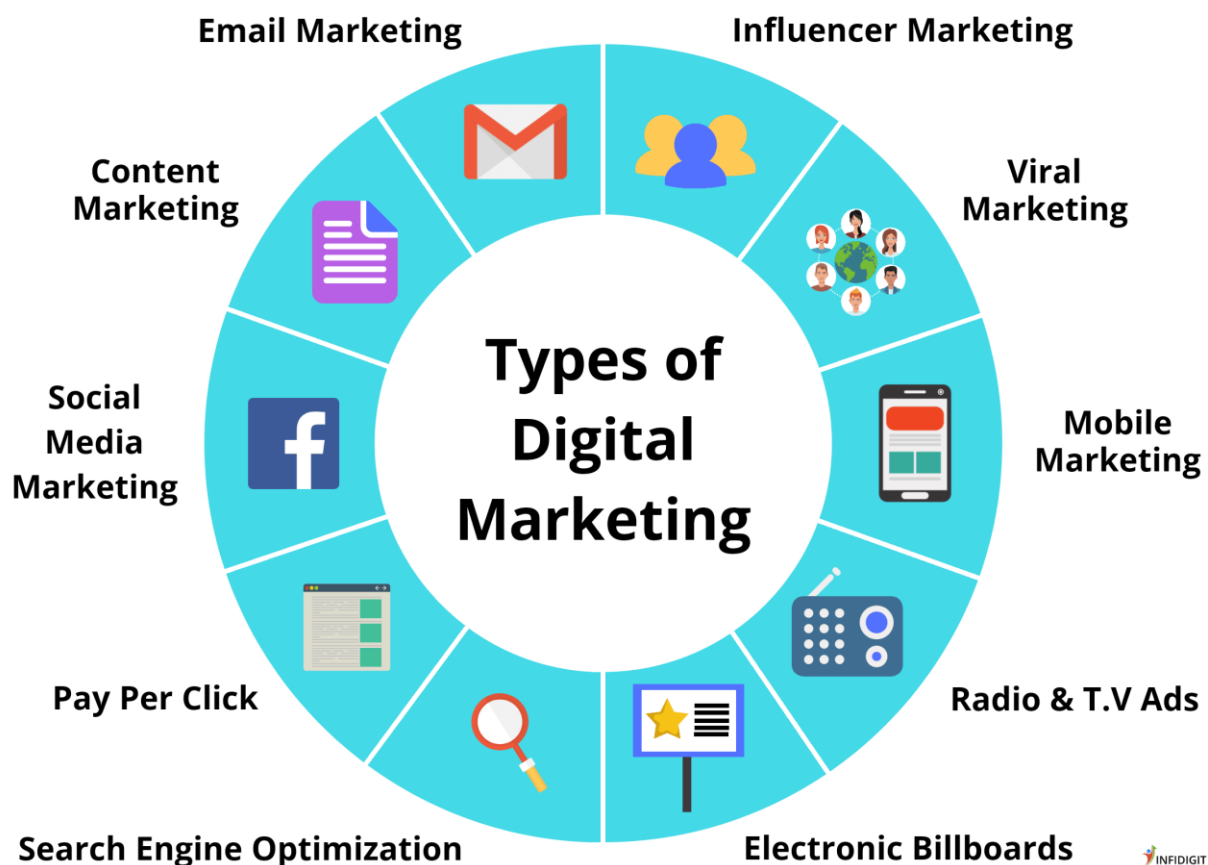 Email Marketing
Influencer Marketing
Content
Marketing
Viral
Marketing
Social
Media
Marketing
Types of
Digital
Marketing
Mobile
Marketing
Pay Per Click
Radio & T.V Ads
Search Engine Optimization
Electronic Billboards
INFIDIGIT